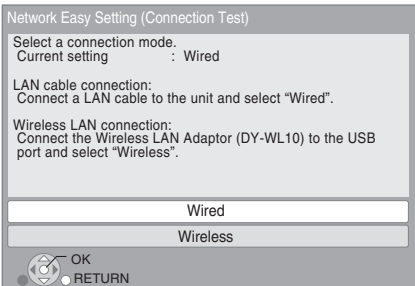 Network Easy Setting (Connection Test)
Select a connection mode.
Current setting : Wired
LAN cable connection:
Connect a LAN cable to the unit and select “Wired”.
Wireless LAN connection:
Connect the Wireless LAN Adaptor (DY-WL10) to the USB
port and select “Wireless”.
Wired
Wireless
OK
RETURN